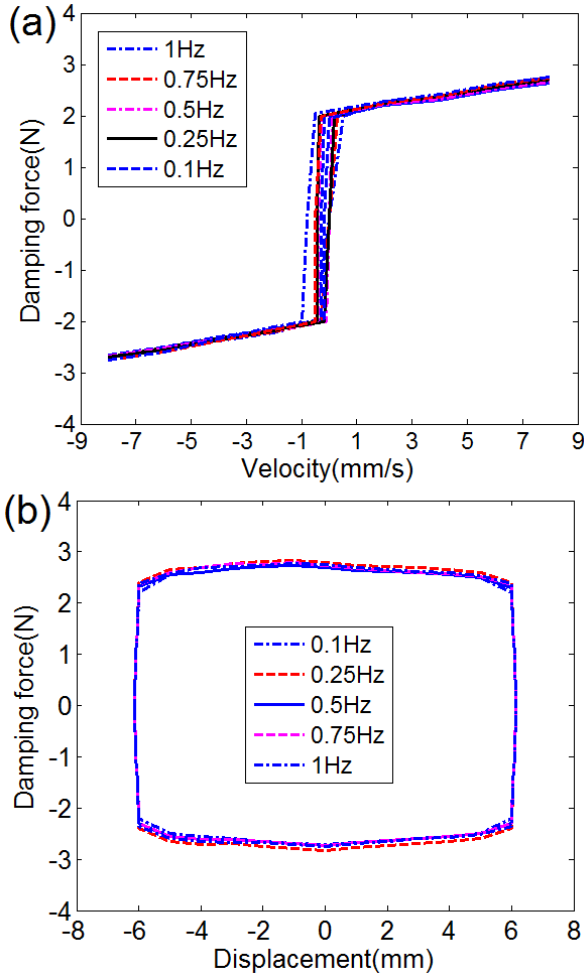 (a)
4
3
2
1
0
-1
-2
-3
-4
Damping force(N)
1Hz
0.75Hz
0.5Hz
0.25Hz
0.1Hz
-9 -7 -5 -3 -1 1 3 5 7 9
Velocity(mm/s)
(b)
4
3
2
1
0
-1
-2
-3
-4
Damping force(N)
0.1Hz
0.25Hz
0.5Hz
0.75Hz
1Hz
-8 -6 -4 -2 0 2 4 6 8
Displacement(mm)